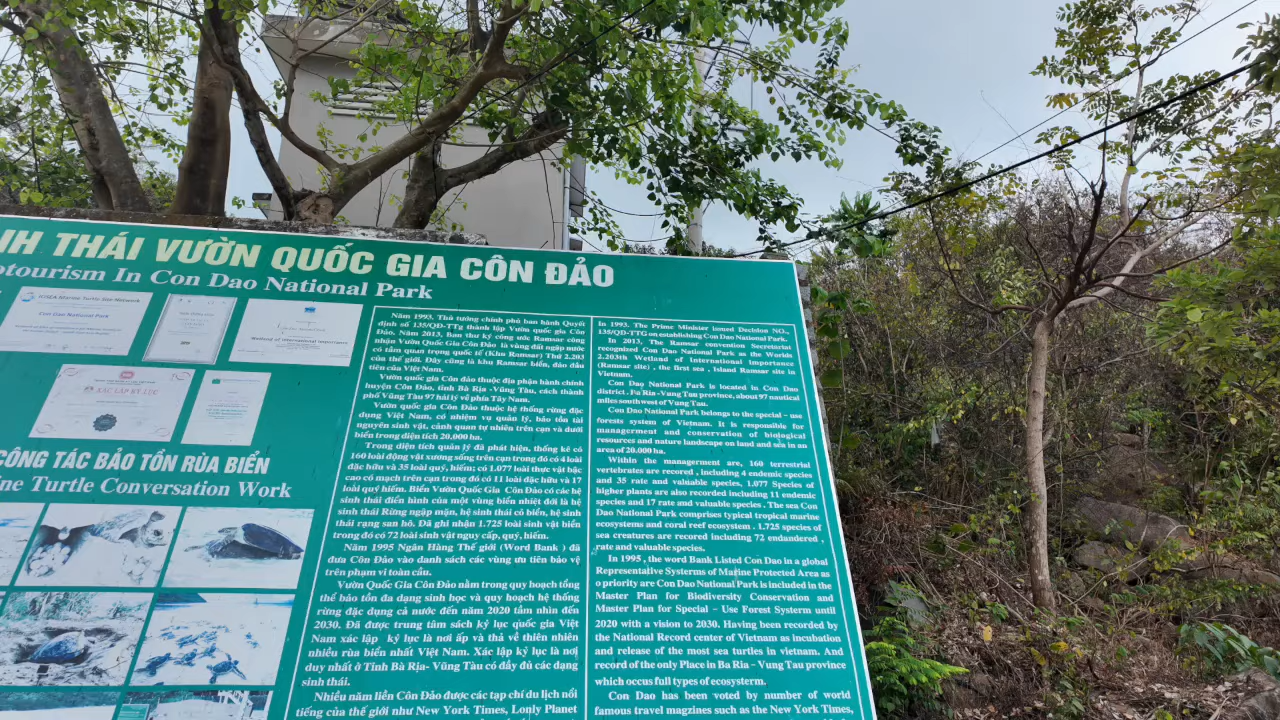 NH THÁI VƯỜN QUỐC GIA CÔN ĐẢO
otourism In Con Dao National Park
IOSEA Marine Turtle Site Network
Con Dao National Park
Wetland of International Importance
XÁC LẬP KỶ LỤC
CÔNG TÁC BẢO TỒN RÙA BIỂN
ne Turtle Conversation Work
Năm 1993, Thủ tướng chính phủ ban hành Quyết
định số 135/QĐ-TTg thành lập Vườn quốc gia Côn
Đảo. Năm 2013, Ban thư ký công ước Ramsar công
nhận Vườn Quốc Gia Côn Đảo là vùng đất ngập nước
có tầm quan trọng quốc tế (Khu Ramsar) Thứ 2.203
của thế giới. Đây cũng là khu Ramsar biển, đảo đầu
tiên của Việt Nam.
Vườn quốc gia Côn đảo thuộc địa phận hành chính
huyện Côn Đảo, tỉnh Bà Rịa -Vũng Tàu, cách thành
phố Vũng Tàu 97 hải lý về phía Tây Nam.
Vườn quốc gia Côn đảo thuộc hệ thống rừng đặc
dụng Việt Nam, có nhiệm vụ quản lý, bảo tồn tài
nguyên sinh vật, cảnh quan tự nhiên trên cạn và dưới
biển trong diện tích 20.000 ha.
Trong diện tích quản lý đã phát hiện, thống kê có
160 loài động vật xương sống trên cạn trong đó có 4 loài
đặc hữu và 35 loài quý, hiếm; có 1.077 loài thực vật bậc
cao có mạch trên cạn trong đó có 11 loài đặc hữu và 17
loài quý hiếm. Biển Vườn Quốc Gia Côn Đảo có các hệ
sinh thái điển hình của một vùng biển nhiệt đới là hệ
sinh thái Rừng ngập mặn, hệ sinh thái cỏ biển, hệ sinh
thái rạng san hô. Đã ghi nhận 1.725 loài sinh vật biển
trong đó có 72 loài sinh vật nguy cấp, quý, hiếm.
Năm 1995 Ngân Hàng Thế giới (Word Bank ) đã
đưa Côn Đảo vào danh sách các vùng ưu tiên bảo vệ
trên phạm vi toàn cầu.
Vườn Quốc Gia Côn Đảo nằm trong quy hoạch tổng
thể bảo tồn đa dạng sinh học và quy hoạch hệ thống
rừng đặc dụng cả nước đến năm 2020 tầm nhìn đến
2030. Đã được trung tâm sách kỷ lục quốc gia Việt
Nam xác lập kỷ lục là nơi ấp và thả về thiên nhiên
nhiều rùa biển nhất Việt Nam. Xác lập kỷ lục là nơi
duy nhất ở Tỉnh Bà Rịa- Vũng Tàu có đầy đủ các dạng
sinh thái.
Nhiều năm liền Côn Đảo được các tạp chí du lịch nổi
tiếng của thế giới như New York Times, Lonly Planet
In 1993. The Prime Minister issued Decision NO.,
135/QD-TTG on establishing Con Dao National Park.
In 2013, The Ramsar convention Secretariat
recognized Con Dao National Park as the Worlds
2.203th Wetland of International Importance
(Ramsar site) , the first sea , Island Ramsar site in
Vietnam.
Con Dao National Park is located in Con Dao
district , Ba Ria -Vung Tau province, about 97 nautical
miles southwest of Vung Tau.
Con Dao National Park belongs to the special – use
forests system of Vietnam. It is responsible for
management and conservation of biological
resources and nature landscape on land and sea in an
area of 20.000 ha.
Within the managerment are, 160 terrestrial
vertebrates are recored , including 4 endemic species
and 35 rate and valuable species, 1.077 Species of
higher plants are also recorded including 11 endemic
species and 17 rate and valuable species . The sea Con
Dao National Park comprises typical tropical marine
ecosystems and coral reef ecosystem . 1.725 species of
sea creatures are recored including 72 endandered ,
rate and valuable species.
In 1995 , the word Bank Listed Con Dao in a global
Representative Systerms of Marine Protected Area as
o priority are Con Dao National Park is included in the
Master Plan for Biodiversity Conservation and
Master Plan for Special – Use Forest Systerm until
2020 with a vision to 2030. Having been recorded by
the National Record center of Vietnam as incubation
and release of the most sea turtles in vietnam. And
record of the only Place in Ba Ria – Vung Tau province
which occus full types of ecosysterm.
Con Dao has been voted by number of world
famous travel magzines such as the New York Times,